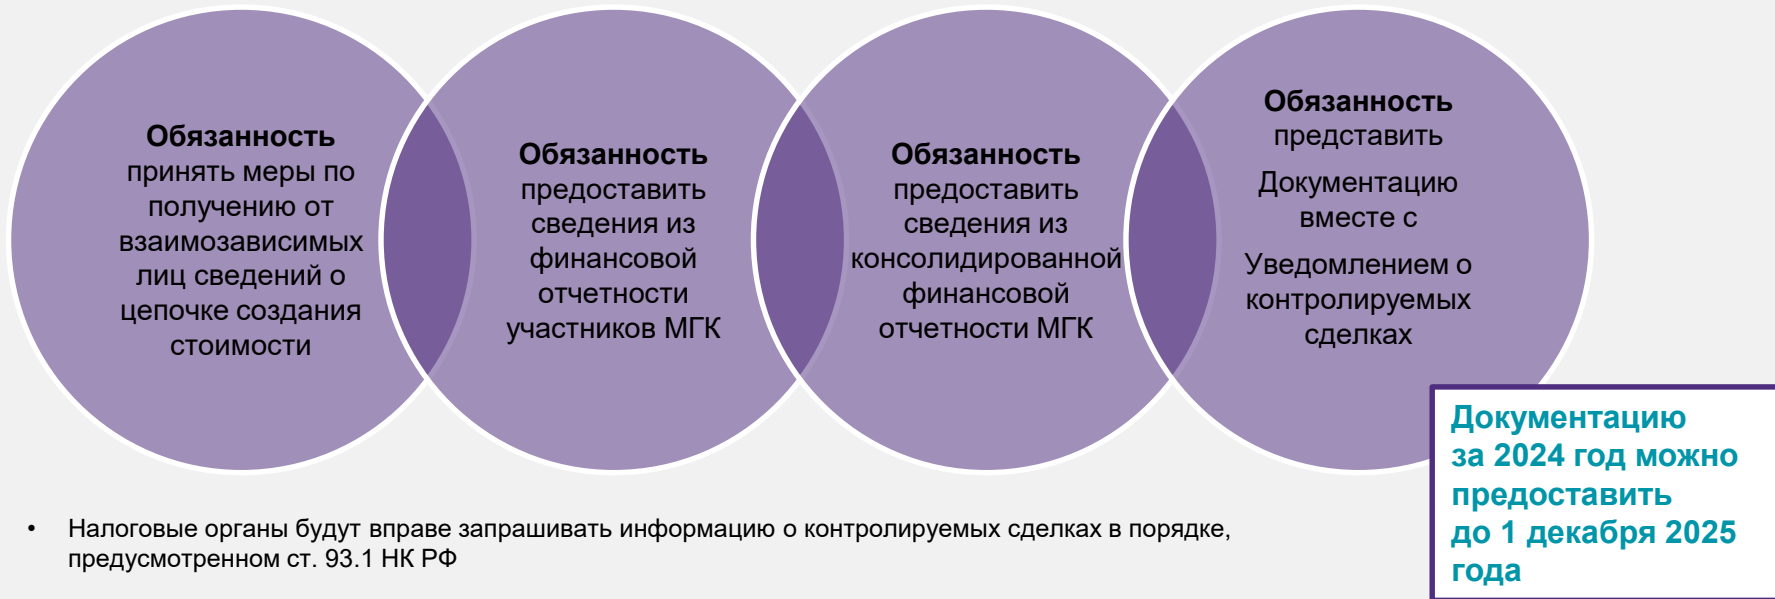 Обязанность
принять меры по
получению от
взаимозависимых
лиц сведений о
цепочке создания
стоимости
Обязанность
предоставить
сведения из
финансовой
отчетности
участников МГК
Обязанность
предоставить
сведения из
консолидированной
финансовой
отчетности МГК
Обязанность
представить
Документацию
вместе с
Уведомлением о
контролируемых
сделках
Документацию
за 2024 год можно
предоставить
до 1 декабря 2025
года
• Налоговые органы будут вправе запрашивать информацию о контролируемых сделках в порядке,
предусмотренном ст. 93.1 НК РФ